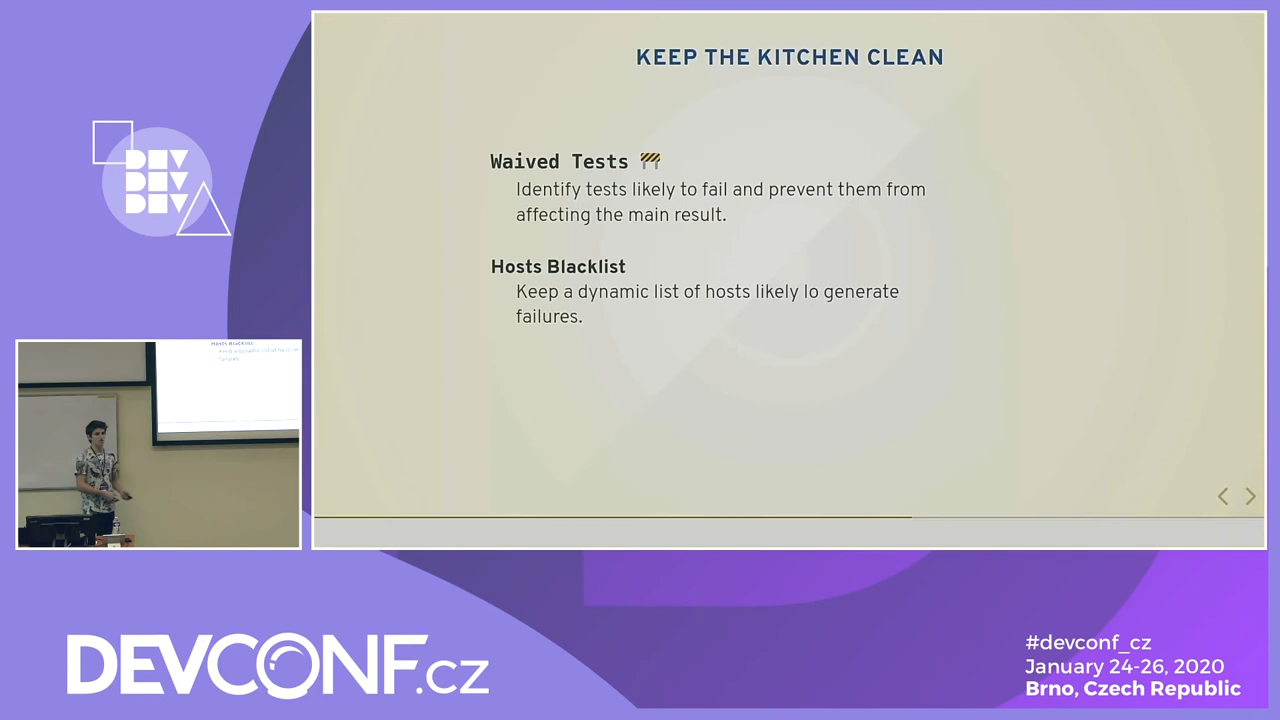 KEEP THE KITCHEN CLEAN
Waived Tests
Identify tests likely to fail and prevent them from
affecting the main result.
Hosts Blacklist
Keep a dynamic list of hosts likely lo generate
failures.
DEV
DEV
DEV
Hosts Blacklist
DEVCONF.cz
#devconf_cz
January 24-26, 2020
Brno, Czech Republic